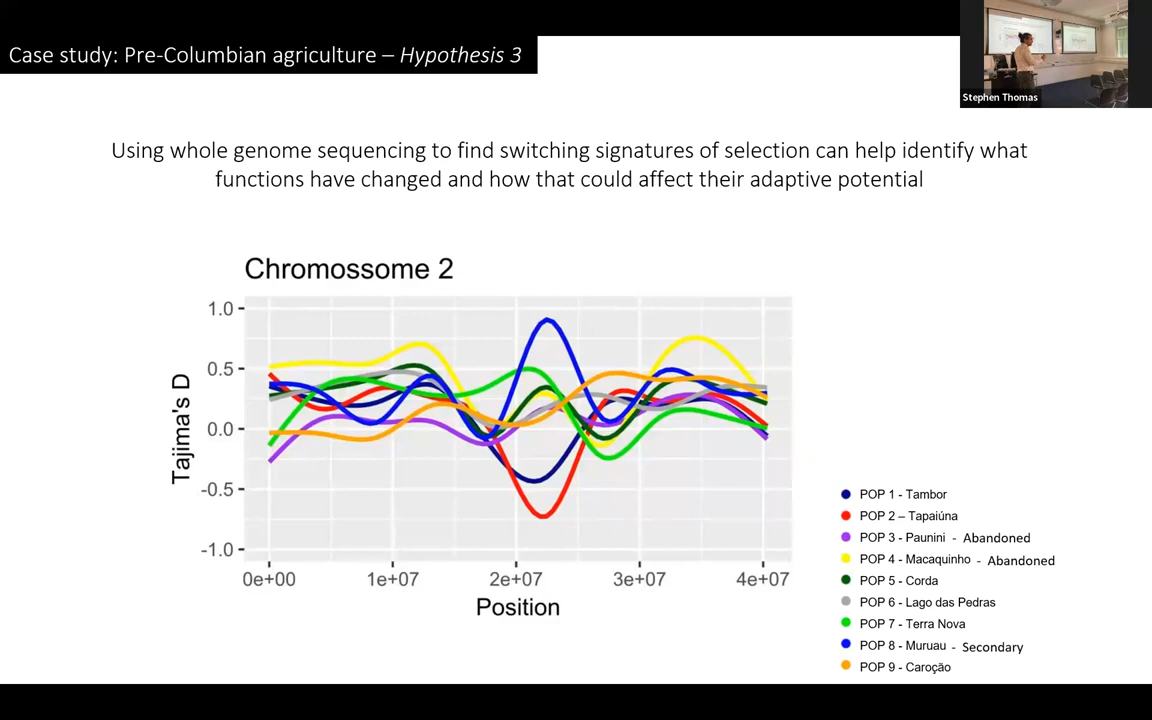 Case study: Pre-Columbian agriculture – Hypothesis 3
Stephen Thomas
Using whole genome sequencing to find switching signatures of selection can help identify what
functions have changed and how that could affect their adaptive potential
Chromossome 2
Tajima's D
1.0
0.5
0.0
-0.5
-1.0
0e+00 1e+07 2e+07 3e+07 4e+07
Position
POP 1 - Tambor
POP 2 – Tapaiúna
POP 3 - Paunini - Abandoned
POP 4 - Macaquinho - Abandoned
POP 5 - Corda
POP 6 - Lago das Pedras
POP 7 - Terra Nova
POP 8 - Muruau - Secondary
POP 9 - Caroção